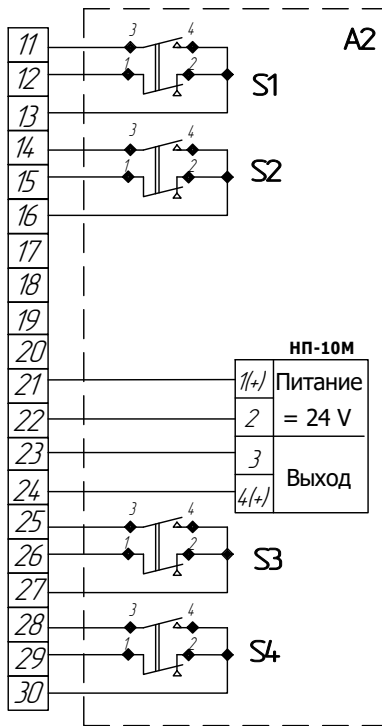 A2
11 3 4
12 1 2 S1
13
14 3 4
15 1 2 S2
16
17
18
19
20 НП-10М
21 1(+) Питание
22 2 = 24 V
23 3 Выход
24 4(+)
25 3 4
26 1 2 S3
27
28 3 4
29 1 2 S4
30